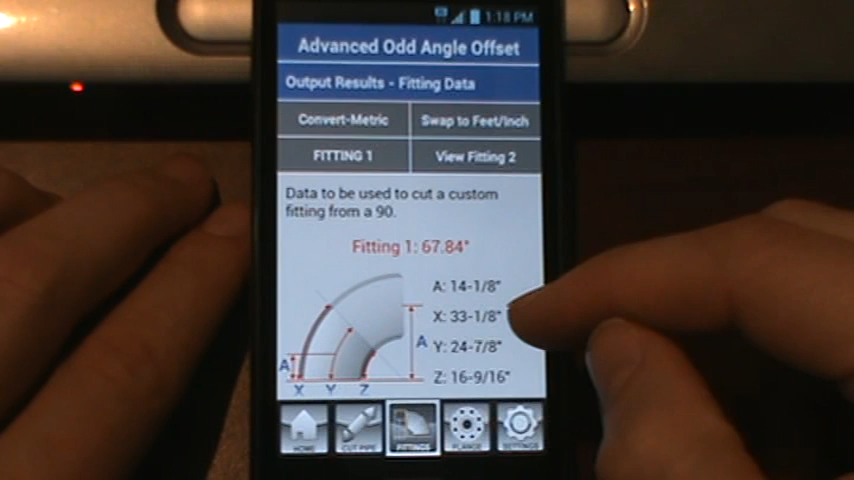 1:18 PM
Advanced Odd Angle Offset
Output Results - Fitting Data
Convert-Metric
Swap to Feet/Inch
FITTING 1
View Fitting 2
Data to be used to cut a custom
fitting from a 90.
Fitting 1: 67.84°
A: 14-1/8"
X: 33-1/8"
A
Y: 24-7/8"
A
Z: 16-9/16"
X Y Z
HOME
CUT PIPE
FITTINGS
FLANGE
SETTINGS